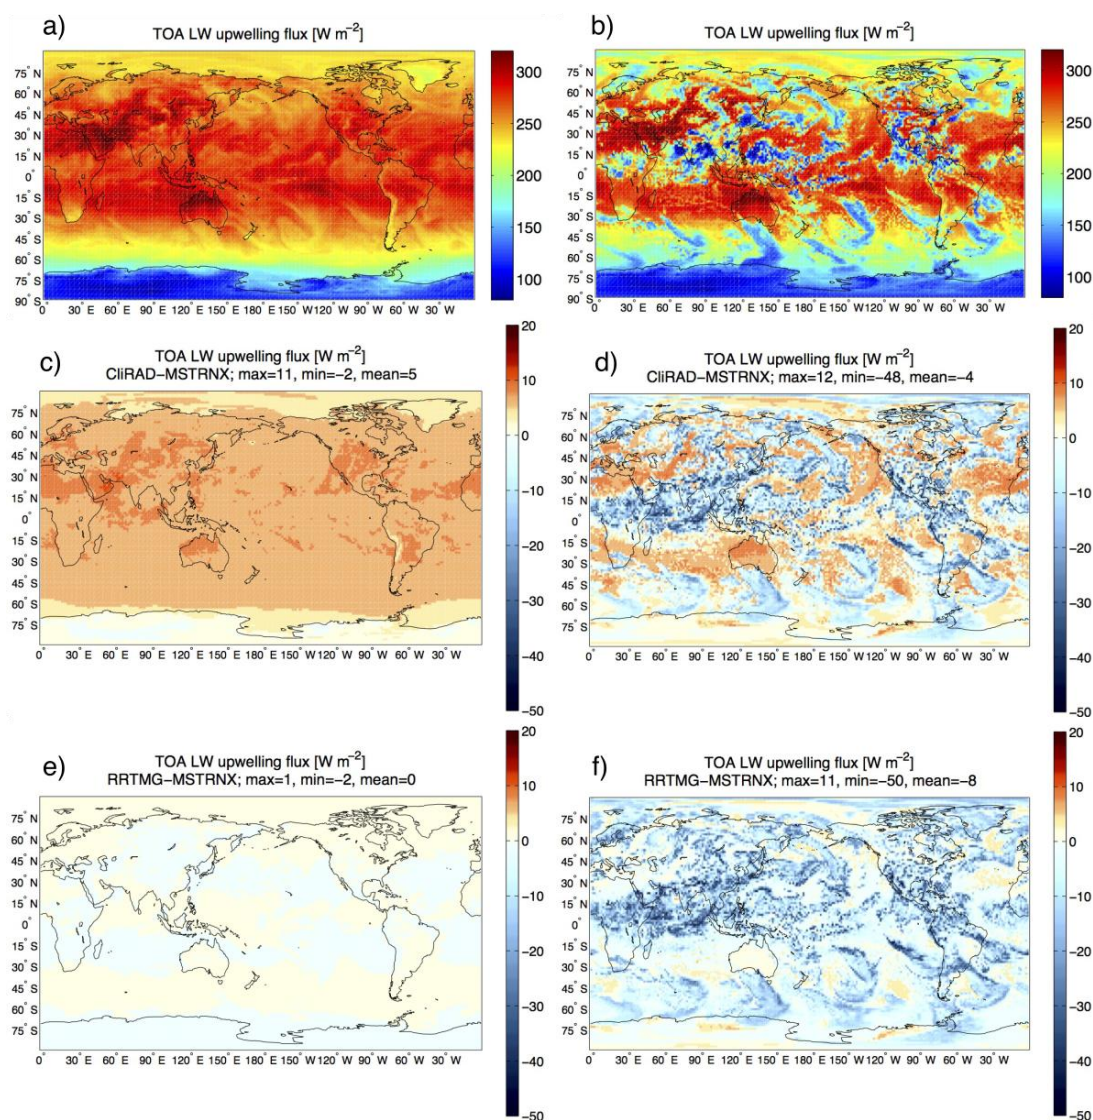 a)
TOA LW upwelling flux [W m⁻²]
75° N
60° N
45° N
30° N
15° N
0°
15° S
30° S
45° S
60° S
75° S
90° S
0° 30° E 60° E 90° E 120° E 150° E 180° W 150° W 120° W 90° W 60° W 30° W
300
250
200
150
100
b)
TOA LW upwelling flux [W m⁻²]
75° N
60° N
45° N
30° N
15° N
0°
15° S
30° S
45° S
60° S
75° S
90° S
0° 30° E 60° E 90° E 120° E 150° E 180° W 150° W 120° W 90° W 60° W 30° W
300
250
200
150
100
c)
TOA LW upwelling flux [W m⁻²]
CliRAD−MSTRNX; max=11, min=−2, mean=5
75° N
60° N
45° N
30° N
15° N
0°
15° S
30° S
45° S
60° S
75° S
0° 30° E 60° E 90° E 120° E 150° E 180° W 150° W 120° W 90° W 60° W 30° W
20
10
0
−10
−20
−30
−40
−50
d)
TOA LW upwelling flux [W m⁻²]
CliRAD−MSTRNX; max=12, min=−48, mean=−4
75° N
60° N
45° N
30° N
15° N
0°
15° S
30° S
45° S
60° S
75° S
0° 30° E 60° E 90° E 120° E 150° E 180° W 150° W 120° W 90° W 60° W 30° W
20
10
0
−10
−20
−30
−40
−50
e)
TOA LW upwelling flux [W m⁻²]
RRTMG−MSTRNX; max=1, min=−2, mean=0
75° N
60° N
45° N
30° N
15° N
0°
15° S
30° S
45° S
60° S
75° S
0° 30° E 60° E 90° E 120° E 150° E 180° W 150° W 120° W 90° W 60° W 30° W
20
10
0
−10
−20
−30
−40
−50
f)
TOA LW upwelling flux [W m⁻²]
RRTMG−MSTRNX; max=11, min=−50, mean=−8
75° N
60° N
45° N
30° N
15° N
0°
15° S
30° S
45° S
60° S
75° S
0° 30° E 60° E 90° E 120° E 150° E 180° W 150° W 120° W 90° W 60° W 30° W
20
10
0
−10
−20
−30
−40
−50